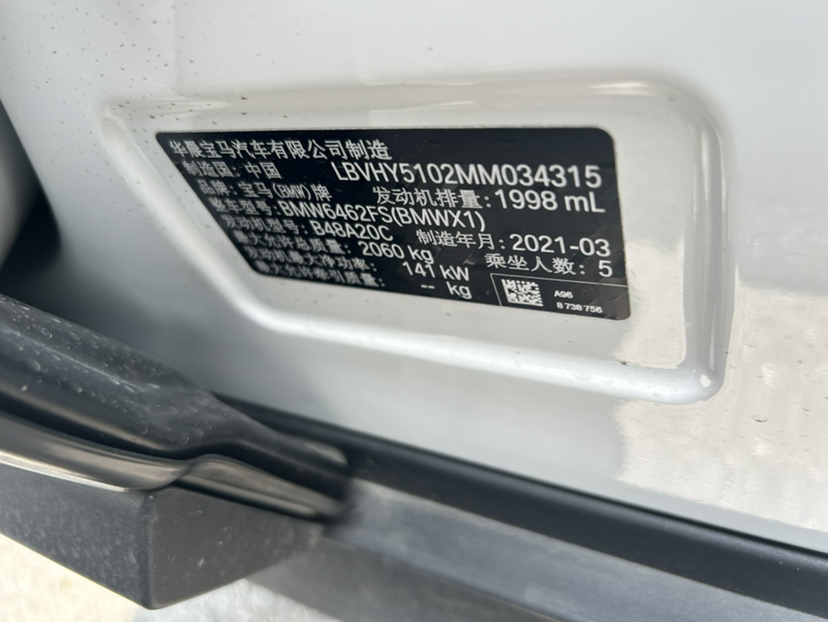 华晨宝马汽车有限公司制造
制造国: 中国 LBVHY5102MM034315
品牌: 宝马(BMW)牌 发动机排量: 1998 mL
整车型号: BMW6462FS(BMWX1)
发动机型号: B48A20C 制造年月: 2021-03
最大允许总质量: 2060 kg 乘坐人数: 5
发动机最大净功率: 141 kW
最大允许牵引质量: -- kg
A96
8 738 756